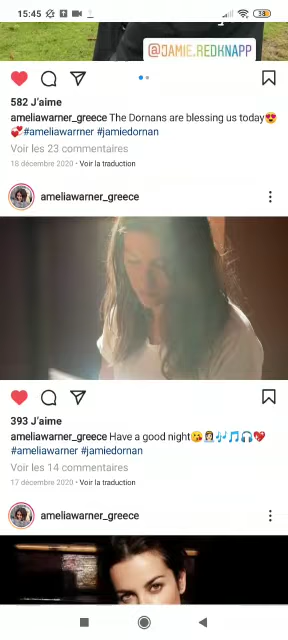 15:45
38
@JAMIE.REDKNAPP
582 J'aime
ameliawarner_greece The Dornans are blessing us today😍
💞#ameliawarrner #jamiedornan
Voir les 23 commentaires
18 décembre 2020 • Voir la traduction
ameliawarner_greece
393 J'aime
ameliawarner_greece Have a good night😘👩🏻‍🎤🎶🎵🎧💖
#ameliawarner #jamiedornan
Voir les 14 commentaires
17 décembre 2020 • Voir la traduction
ameliawarner_greece